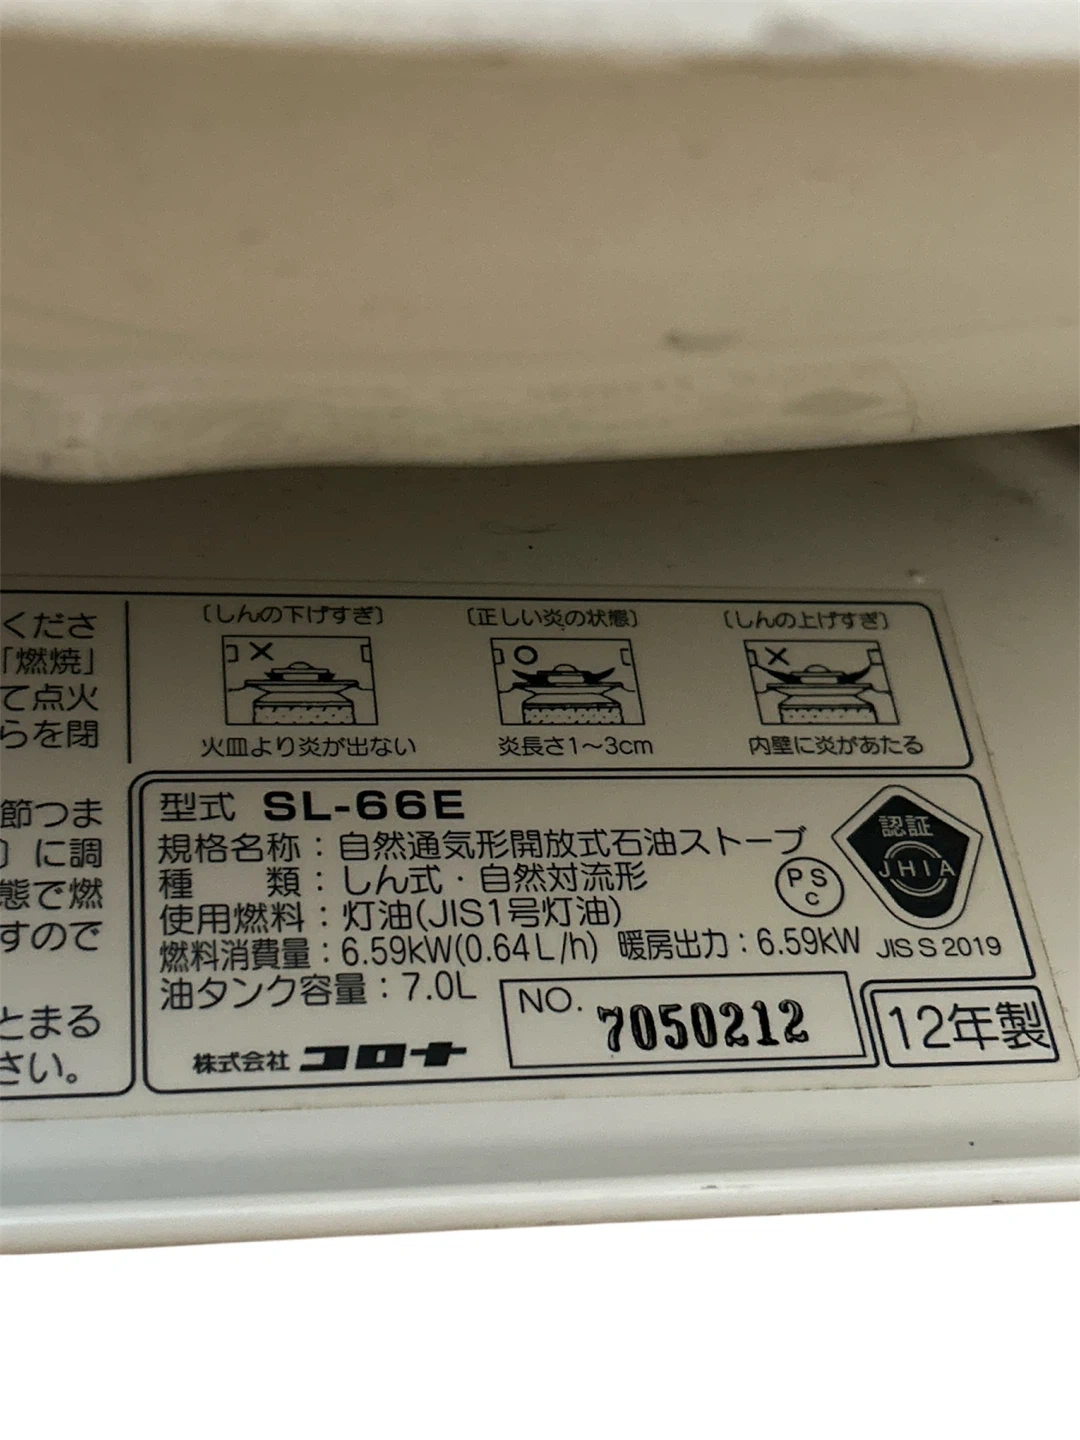 くださ
「燃焼」
て点火
らを閉
節つま
〕に調
態で燃
すので
とまる
さい。
〔しんの下げすぎ〕
火皿より炎が出ない
〔正しい炎の状態〕
炎長さ1〜3cm
〔しんの上げすぎ〕
内壁に炎があたる
型式 SL-66E
規格名称：自然通気形開放式石油ストーブ
種　　類：しん式・自然対流形
使用燃料：灯油(JIS1号灯油)
燃料消費量：6.59kW(0.64L/h) 暖房出力：6.59kW
油タンク容量：7.0L
PSC
認証
JHIA
JIS S 2019
NO. 7050212
12年製
株式会社 コロナ